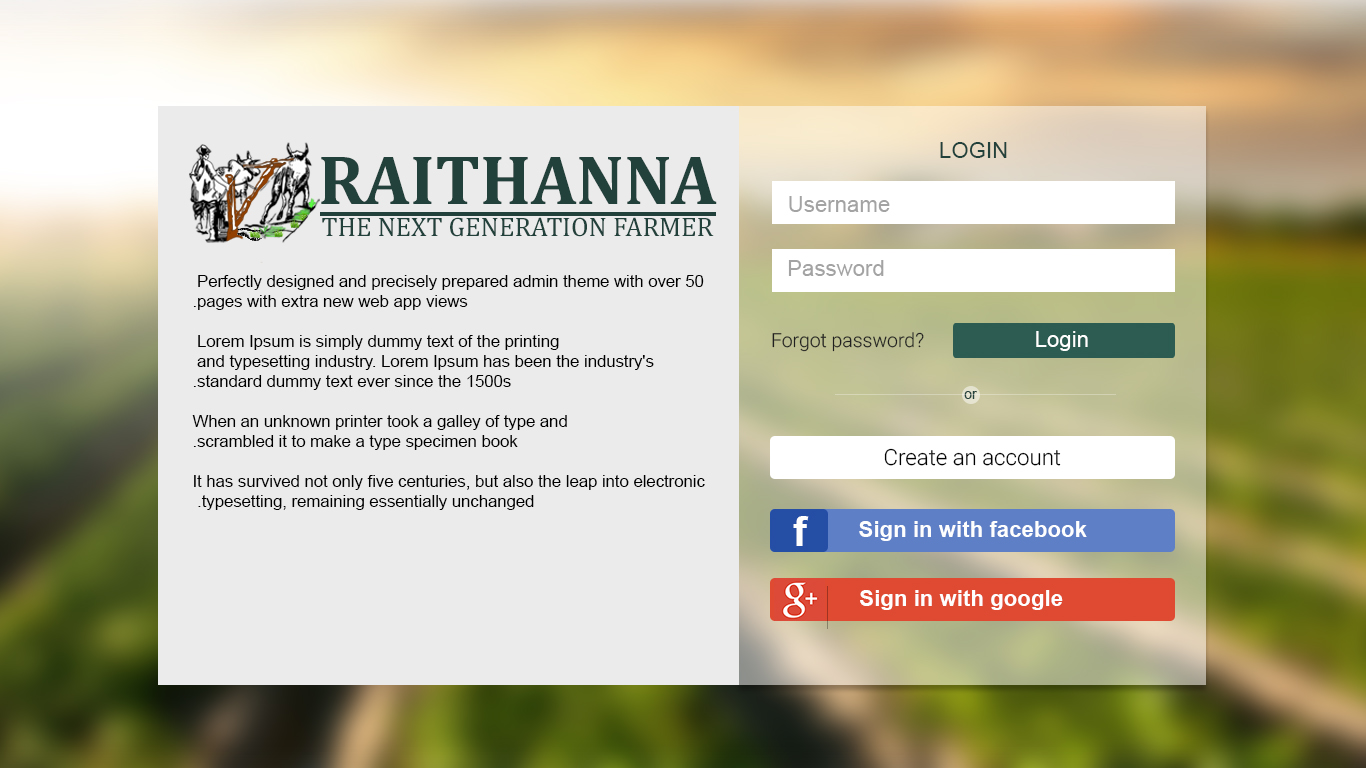 RAITHANNA
THE NEXT GENERATION FARMER
Perfectly designed and precisely prepared admin theme with over 50
.pages with extra new web app views
Lorem Ipsum is simply dummy text of the printing
and typesetting industry. Lorem Ipsum has been the industry's
.standard dummy text ever since the 1500s
When an unknown printer took a galley of type and
.scrambled it to make a type specimen book
It has survived not only five centuries, but also the leap into electronic
.typesetting, remaining essentially unchanged
LOGIN
Username
Password
Forgot password?
Login
or
Create an account
f
Sign in with facebook
g+
Sign in with google